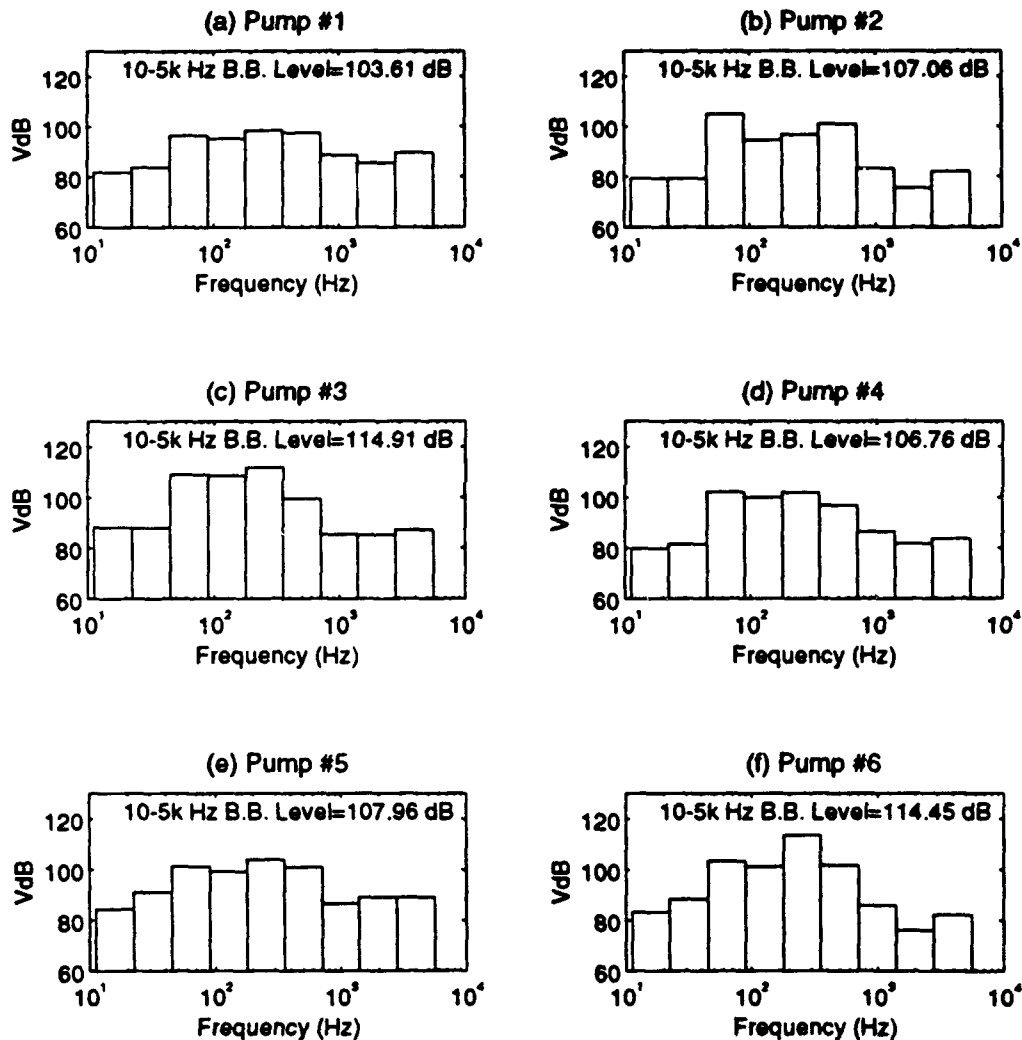 (a) Pump #1
10-5k Hz B.B. Level=103.61 dB
VdB
120
100
80
60
10¹ 10² 10³ 10⁴
Frequency (Hz)
(b) Pump #2
10-5k Hz B.B. Level=107.06 dB
VdB
120
100
80
60
10¹ 10² 10³ 10⁴
Frequency (Hz)
(c) Pump #3
10-5k Hz B.B. Level=114.91 dB
VdB
120
100
80
60
10¹ 10² 10³ 10⁴
Frequency (Hz)
(d) Pump #4
10-5k Hz B.B. Level=106.76 dB
VdB
120
100
80
60
10¹ 10² 10³ 10⁴
Frequency (Hz)
(e) Pump #5
10-5k Hz B.B. Level=107.96 dB
VdB
120
100
80
60
10¹ 10² 10³ 10⁴
Frequency (Hz)
(f) Pump #6
10-5k Hz B.B. Level=114.45 dB
VdB
120
100
80
60
10¹ 10² 10³ 10⁴
Frequency (Hz)